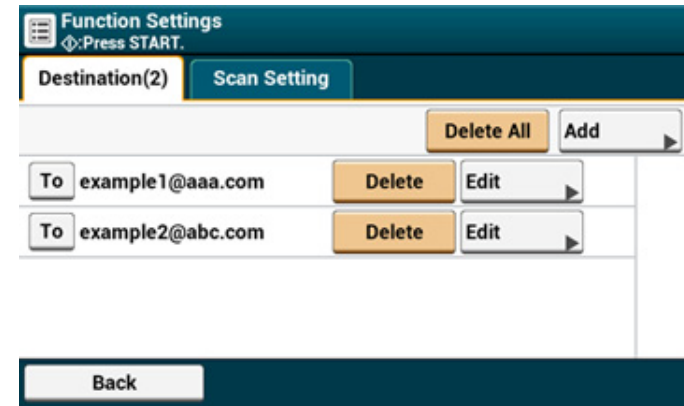 Function Settings
:Press START.
Destination(2) Scan Setting
Delete All Add
To example1@aaa.com Delete Edit
To example2@abc.com Delete Edit
Back